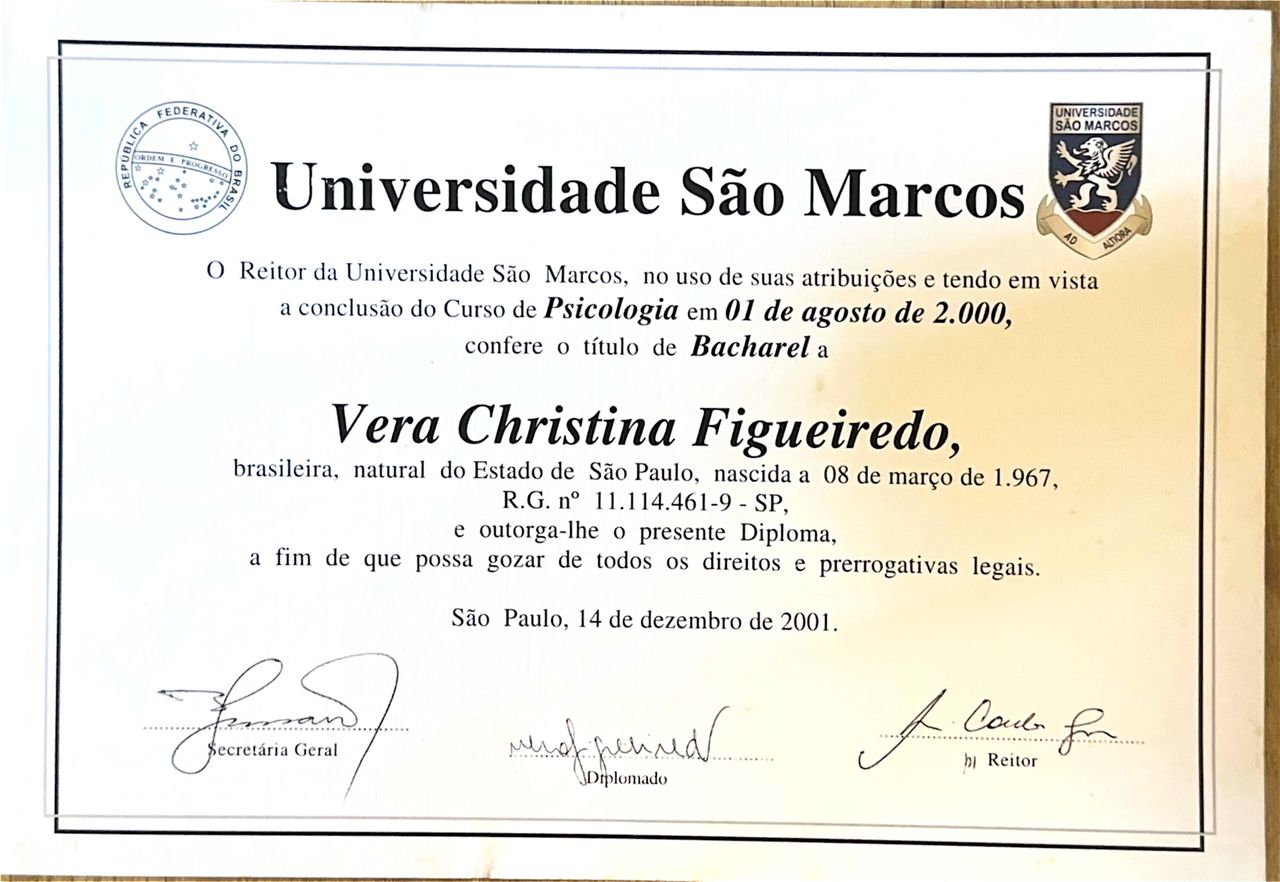 REPÚBLICA FEDERATIVA DO BRASIL
ORDEM E PROGRESSO
UNIVERSIDADE
SÃO MARCOS
AD ALTIORA
Universidade São Marcos
O Reitor da Universidade São Marcos, no uso de suas atribuições e tendo em vista
a conclusão do Curso de Psicologia em 01 de agosto de 2.000,
confere o título de Bacharel a
Vera Christina Figueiredo,
brasileira, natural do Estado de São Paulo, nascida a 08 de março de 1.967,
R.G. nº 11.114.461-9 - SP,
e outorga-lhe o presente Diploma,
a fim de que possa gozar de todos os direitos e prerrogativas legais.
São Paulo, 14 de dezembro de 2001.
Secretária Geral
Diplomado
p/ Reitor